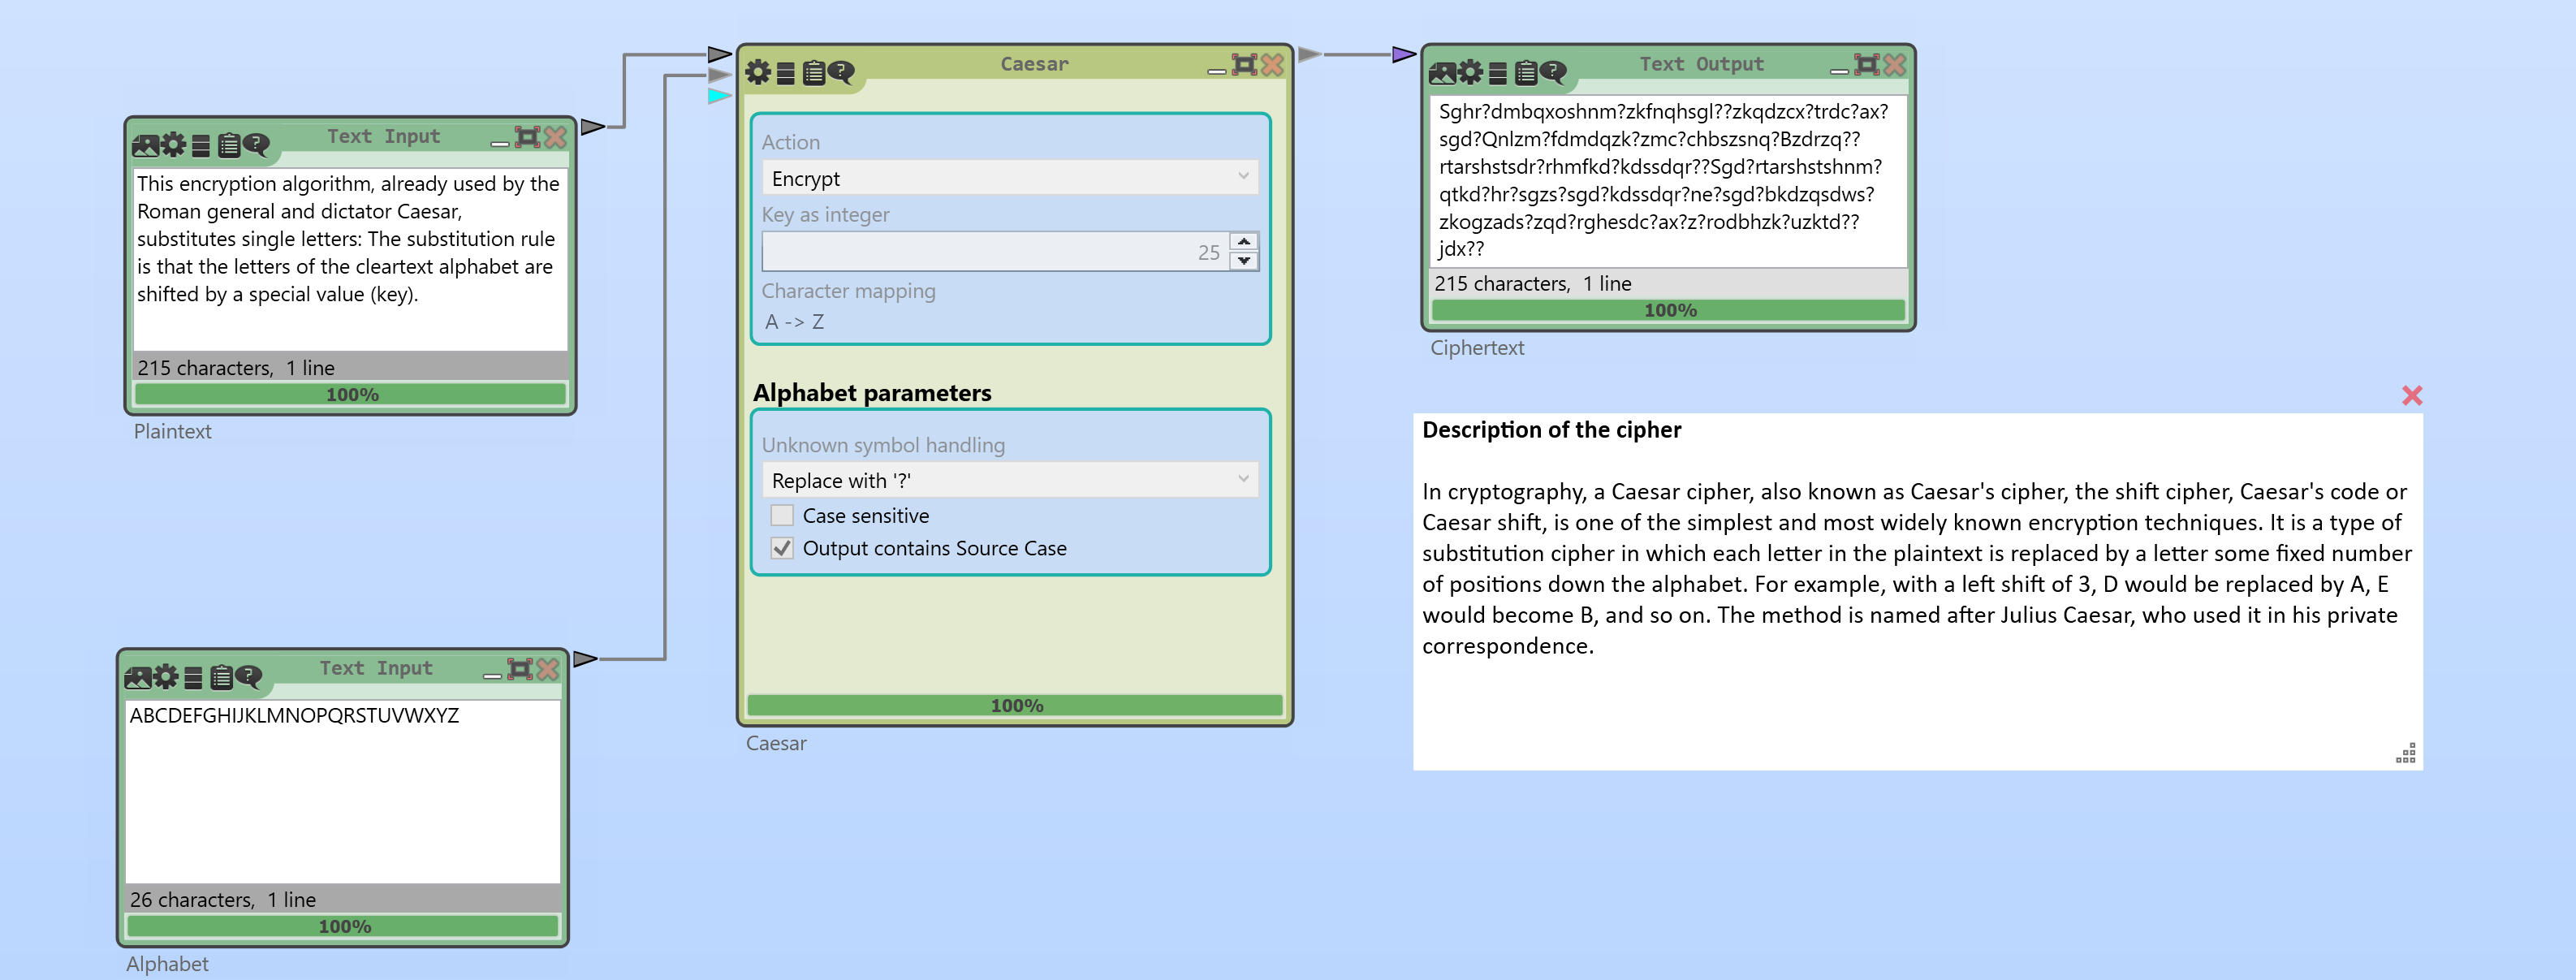 Text Input
This encryption algorithm, already used by the
Roman general and dictator Caesar,
substitutes single letters: The substitution rule
is that the letters of the cleartext alphabet are
shifted by a special value (key).
215 characters, 1 line
100%
Plaintext
Text Input
ABCDEFGHIJKLMNOPQRSTUVWXYZ
26 characters, 1 line
100%
Alphabet
Caesar
Action
Encrypt
Key as integer
25
Character mapping
A -> Z
Alphabet parameters
Unknown symbol handling
Replace with '?'
Case sensitive
Output contains Source Case
100%
Caesar
Text Output
Sghr?dmbqxoshnm?zkfnqhsgl??zkqdzcx?trdc?ax?
sgd?Qnlzm?fdmdqzk?zmc?chbszsnq?Bzdrzq??
rtarshstsdr?rhmfkd?kdssdqr??Sgd?rtarshstshnm?
qtkd?hr?sgzs?sgd?kdssdqr?ne?sgd?bkdzqsdws?
zkogzads?zqd?rghesdc?ax?z?rodbhzk?uzktd??
jdx??
215 characters, 1 line
100%
Ciphertext
Description of the cipher
In cryptography, a Caesar cipher, also known as Caesar's cipher, the shift cipher, Caesar's code or
Caesar shift, is one of the simplest and most widely known encryption techniques. It is a type of
substitution cipher in which each letter in the plaintext is replaced by a letter some fixed number
of positions down the alphabet. For example, with a left shift of 3, D would be replaced by A, E
would become B, and so on. The method is named after Julius Caesar, who used it in his private
correspondence.